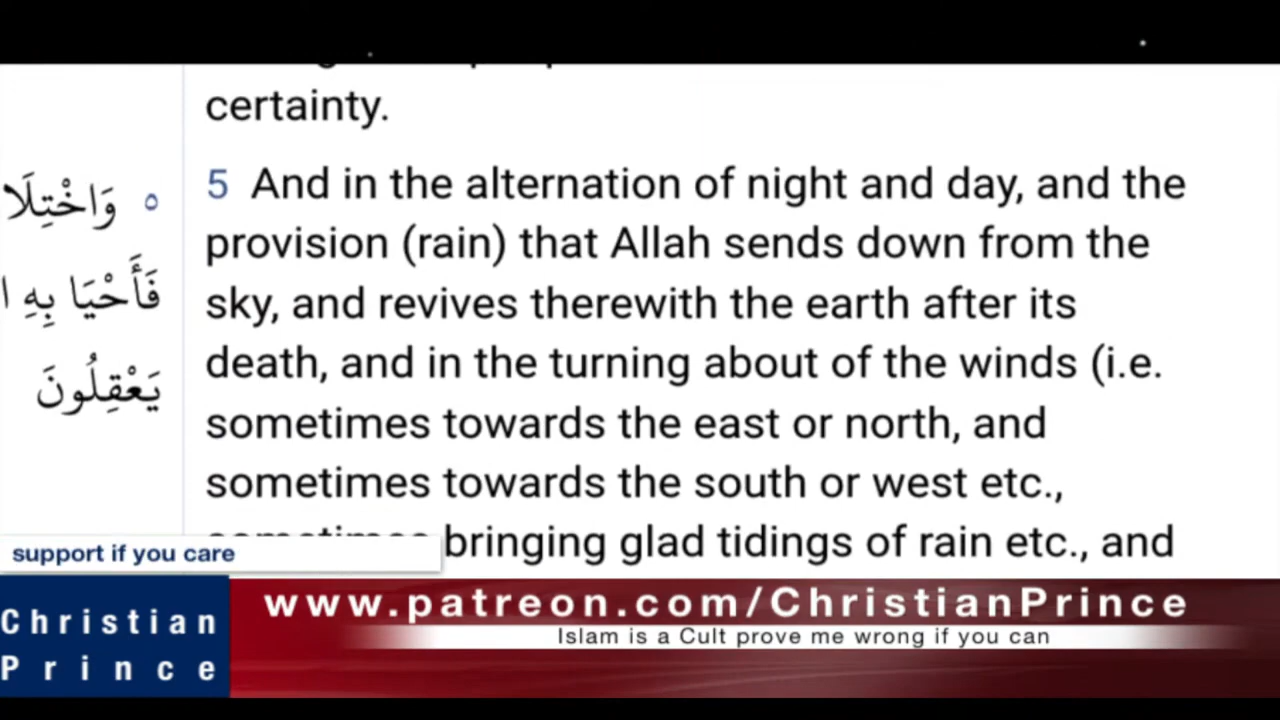 certainty.
5 And in the alternation of night and day, and the
provision (rain) that Allah sends down from the
sky, and revives therewith the earth after its
death, and in the turning about of the winds (i.e.
sometimes towards the east or north, and
sometimes towards the south or west etc.,
sometimes bringing glad tidings of rain etc., and
٥ وَاخْتِلَا
فَأَحْيَا بِهِ ا
يَعْقِلُونَ
support if you care
Christian
Prince
www.patreon.com/ChristianPrince
Islam is a Cult prove me wrong if you can